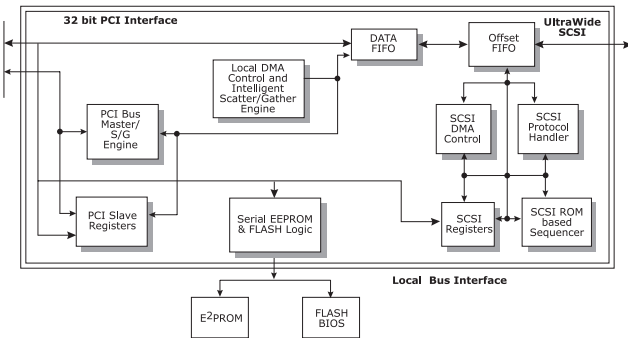 32 bit PCI Interface
UltraWide
SCSI
DATA
FIFO
Offset
FIFO
Local DMA
Control and
Intelligent
Scatter/Gather
Engine
PCI Bus
Master/
S/G
Engine
SCSI
DMA
Control
SCSI
Protocol
Handler
PCI Slave
Registers
Serial EEPROM
& FLASH Logic
SCSI
Registers
SCSI ROM
based
Sequencer
Local Bus Interface
E²PROM
FLASH
BIOS